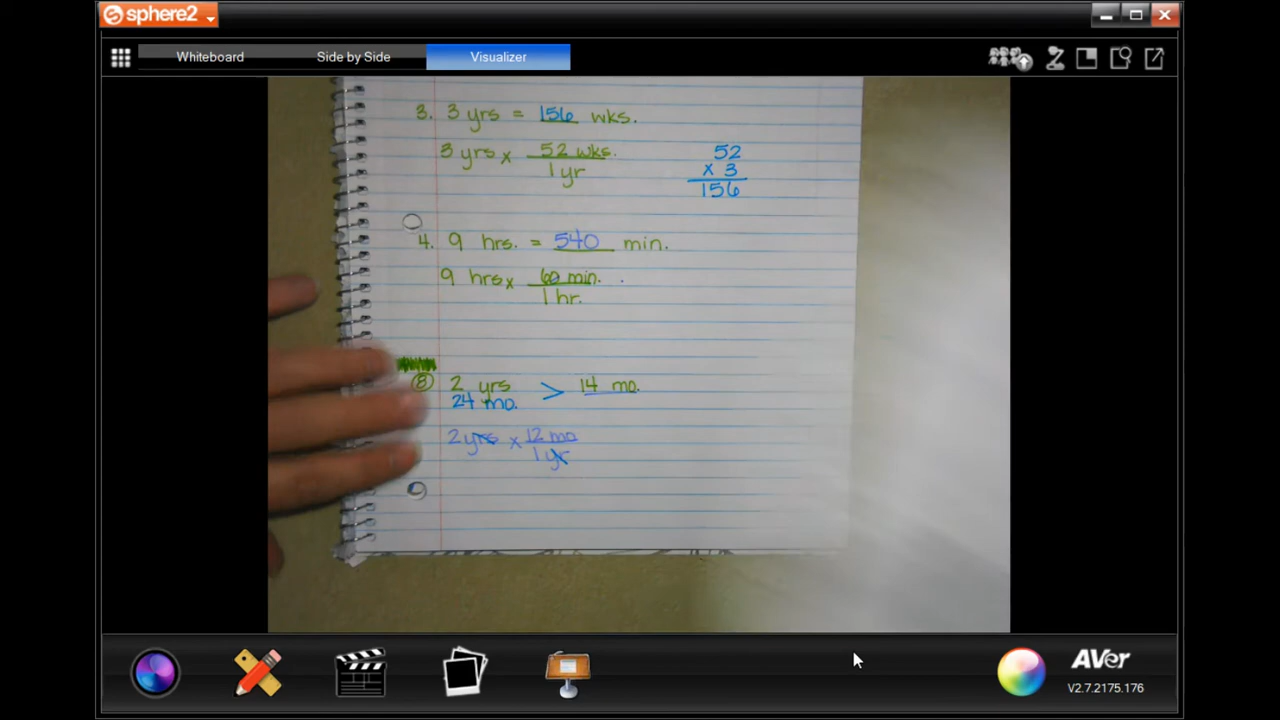 sphere2
Whiteboard Side by Side Visualizer
3. 3 yrs = 156 wks.
3 yrs x 52 wks.
1 yr
52
x 3
156
4. 9 hrs. = 540 min.
9 hrs x 60 min.
1 hr.
8 2 yrs > 14 mo.
24 mo.
2 yrs x 12 mo
1 yr
AVer
V2.7.2175.176